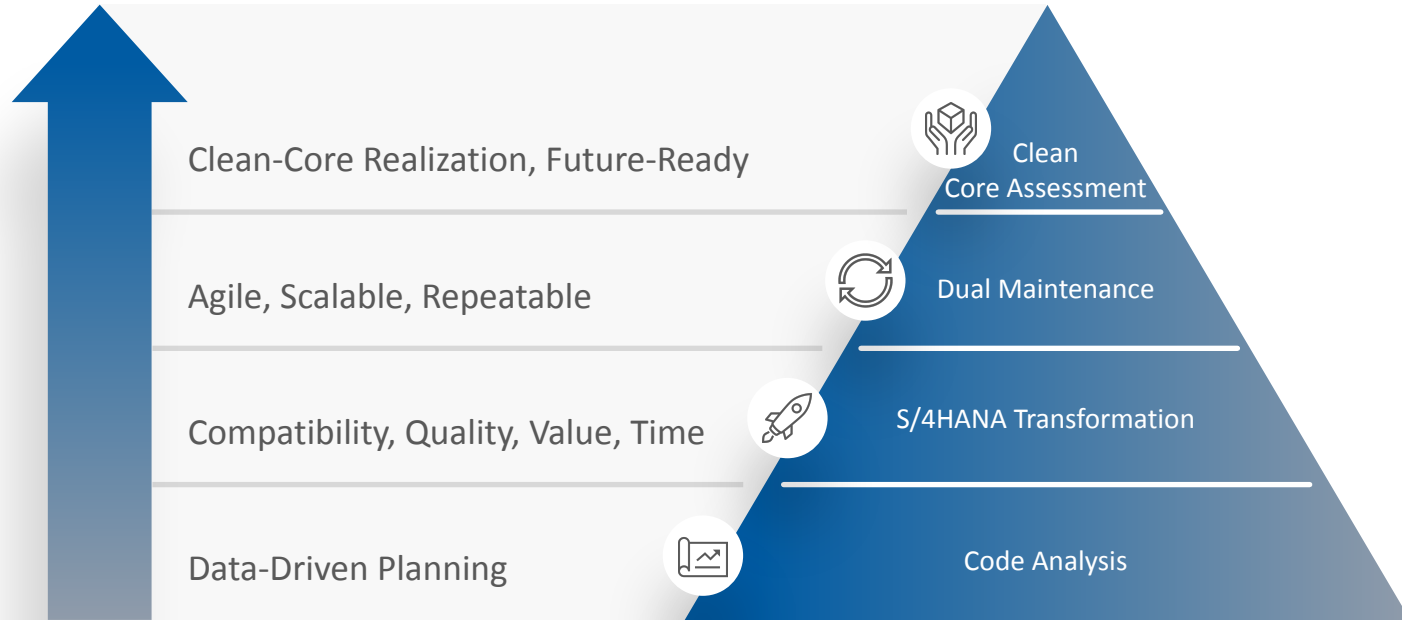 Clean-Core Realization, Future-Ready
Clean
Core Assessment
Agile, Scalable, Repeatable
Dual Maintenance
Compatibility, Quality, Value, Time
S/4HANA Transformation
Data-Driven Planning
Code Analysis